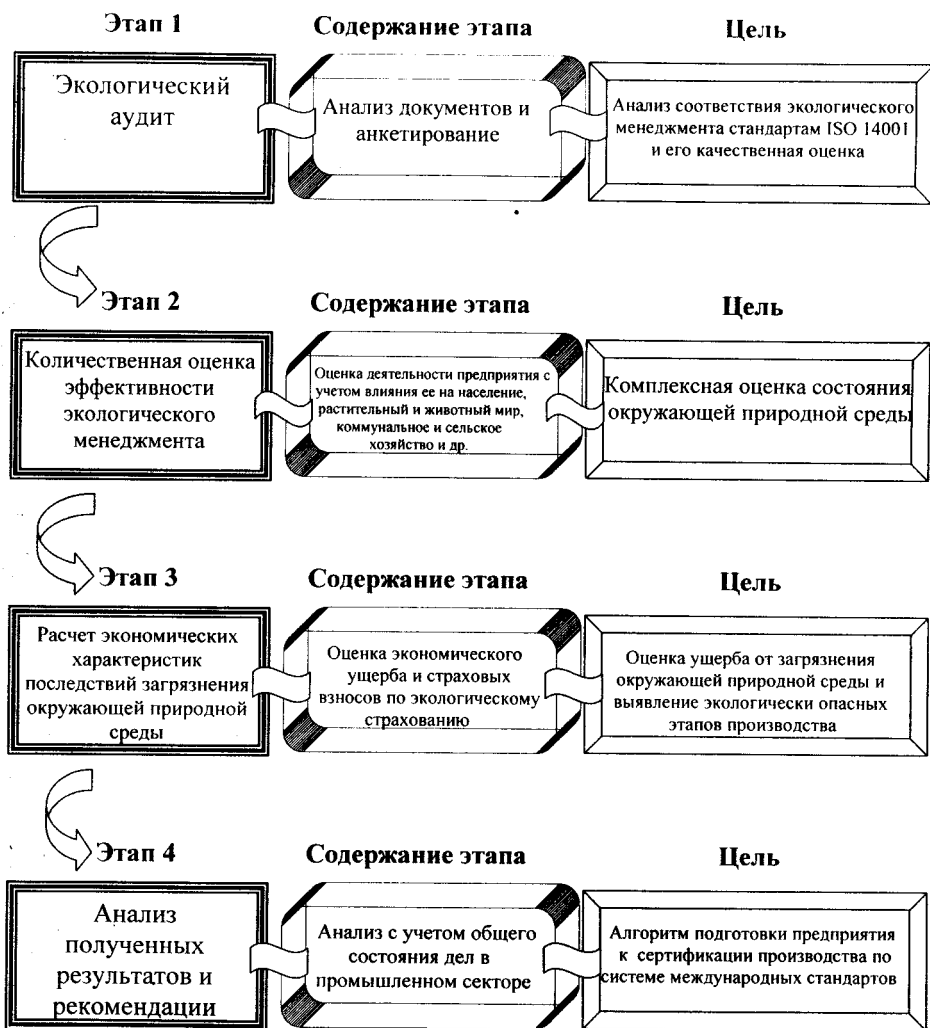 Этап 1
Содержание этапа
Цель
Экологический
аудит
Анализ документов и
анкетирование
Анализ соответствия экологического
менеджмента стандартам ISO 14001
и его качественная оценка
Этап 2
Содержание этапа
Цель
Количественная оценка
эффективности
экологического
менеджмента
Оценка деятельности предприятия с
учетом влияния ее на население,
растительный и животный мир,
коммунальное и сельское
хозяйство и др.
Комплексная оценка состояния
окружающей природной среды
Этап 3
Содержание этапа
Цель
Расчет экономических
характеристик
последствий загрязнения
окружающей природной
среды
Оценка экономического
ущерба и страховых
взносов по экологическому
страхованию
Оценка ущерба от загрязнения
окружающей природной среды и
выявление экологически опасных
этапов производства
Этап 4
Содержание этапа
Цель
Анализ
полученных
результатов и
рекомендации
Анализ с учетом общего
состояния дел в
промышленном секторе
Алгоритм подготовки предприятия
к сертификации производства по
системе международных стандартов